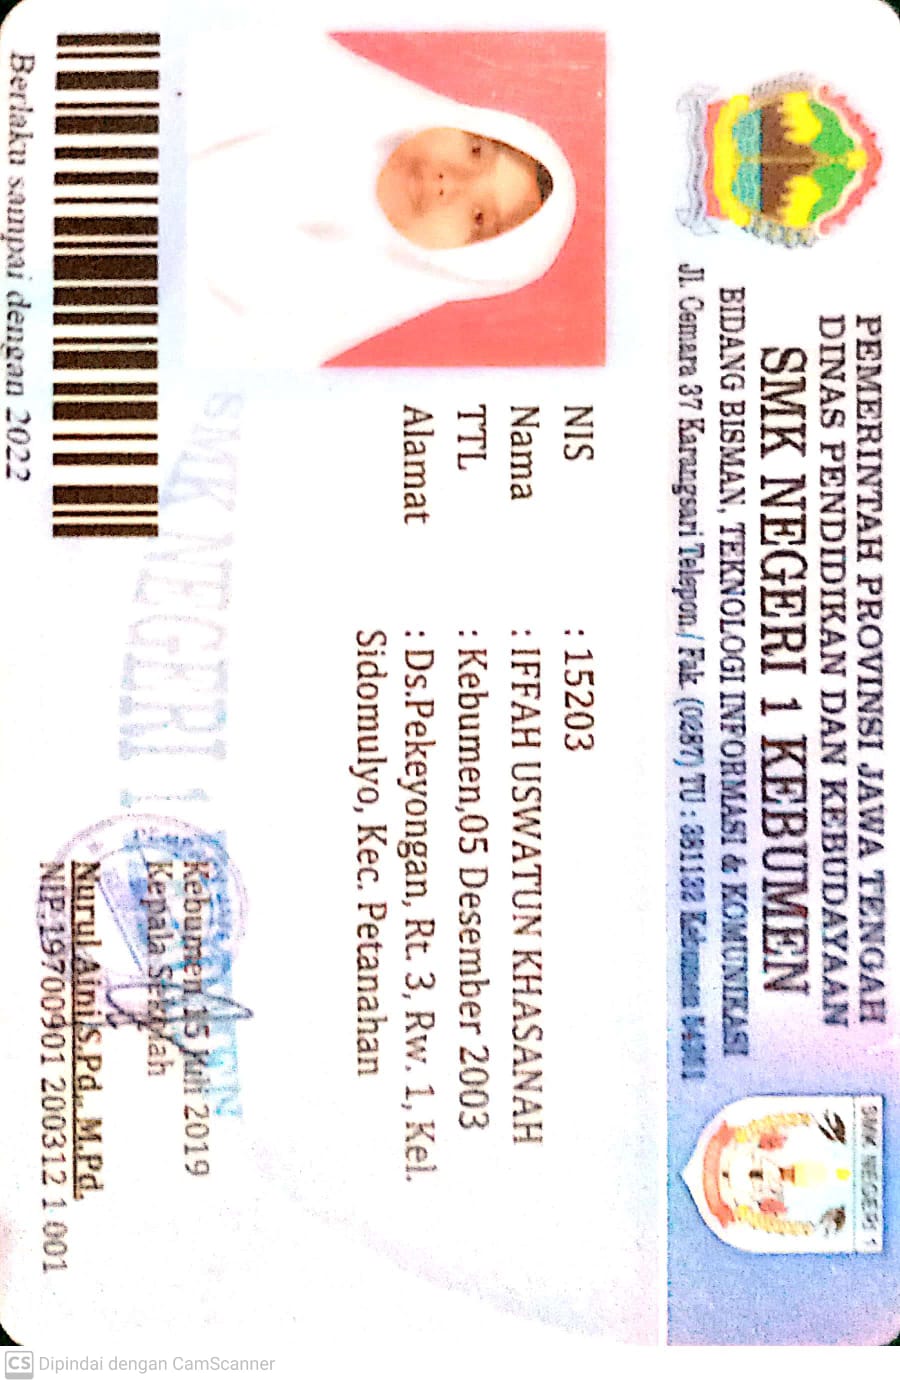 PEMERINTAH PROVINSI JAWA TENGAH
DINAS PENDIDIKAN DAN KEBUDAYAAN
SMK NEGERI 1 KEBUMEN
BIDANG BISMAN, TEKNOLOGI INFORMASI & KOMUNIKASI
Jl. Cemara 37 Karangsari Telepon / Fak (0287) TU : 381132 Kebumen
SMK NEGERI 1
NIS : 15203
Nama : IFFAH USWATUN KHASANAH
TTL : Kebumen,05 Desember 2003
Alamat : Ds.Pekeyongan, Rt. 3, Rw. 1, Kel.
Sidomulyo, Kec. Petanahan
SMK NEGERI 1 KEBUMEN
Kebumen 15 Juli 2019
Kepala Sekolah
Nurul Aini S.Pd., M.Pd.
NIP.19700901 200312 1 001
Berlaku sampai dengan 2022
CS Dipindai dengan CamScanner